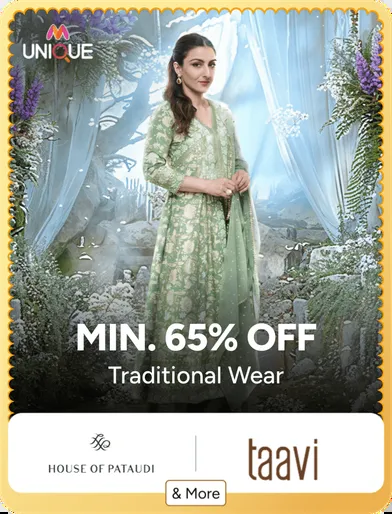 UNIQUE
MIN. 65% OFF
Traditional Wear
HOUSE OF PATAUDI
taavi
& More